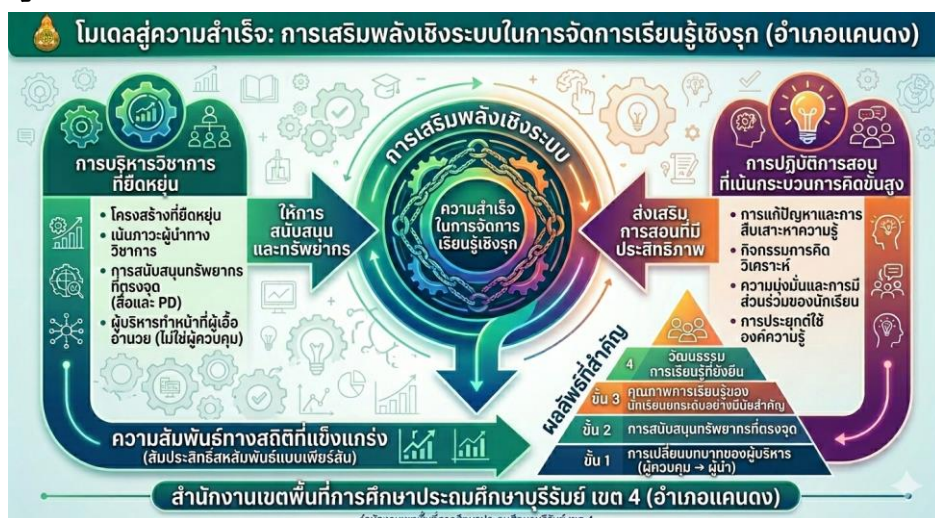 โมเดลสู่ความสำเร็จ: การเสริมพลังเชิงระบบในการจัดการเรียนรู้เชิงรุก (อำเภอแคนดง)
การบริหารวิชาการ
ที่ยืดหยุ่น
• โครงสร้างที่ยืดหยุ่น
• เน้นภาวะผู้นำทาง
วิชาการ
• การสนับสนุนทรัพยากร
ที่ตรงจุด
(สื่อและ PD)
• ผู้บริหารทำหน้าที่ผู้เอื้อ
อำนวย (ไม่ใช่ผู้ควบคุม)
ให้การ
สนับสนุน
และทรัพยากร
การเสริมพลังเชิงระบบ
ความสำเร็จ
ในการจัดการ
เรียนรู้เชิงรุก
ส่งเสริม
การสอนที่มี
ประสิทธิภาพ
การปฏิบัติการสอน
ที่เน้นกระบวนการคิดขั้นสูง
• การแก้ปัญหาและการ
สืบเสาะหาความรู้
• กิจกรรมการคิด
วิเคราะห์
• ความมุ่งมั่นและการมี
ส่วนร่วมของนักเรียน
• การประยุกต์ใช้
องค์ความรู้
ผลลัพธ์ที่สำคัญ
4 วัฒนธรรม
การเรียนรู้ที่ยั่งยืน
ขั้น 3 คุณภาพการเรียนรู้ของ
นักเรียนยกระดับอย่างมีนัยสำคัญ
ขั้น 2 การสนับสนุนทรัพยากรที่ตรงจุด
ขั้น 1 การเปลี่ยนบทบาทของผู้บริหาร
(ผู้ควบคุม → ผู้นำ)
ความสัมพันธ์ทางสถิติที่แข็งแกร่ง
(สัมประสิทธิ์สหสัมพันธ์แบบเพียร์สัน)
สำนักงานเขตพื้นที่การศึกษาประถมศึกษาบุรีรัมย์ เขต 4 (อำเภอแคนดง)